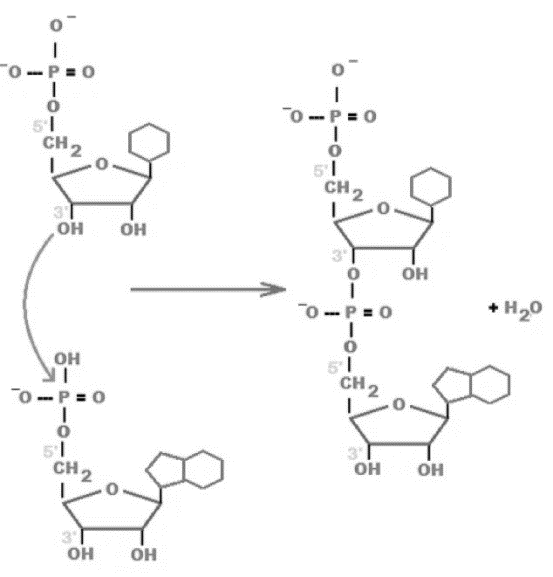 O⁻
⁻O--P=O
O
5'
CH₂
O
3'
OH
OH
OH
⁻O--P=O
O
5'
CH₂
O
3'
OH
OH
O⁻
⁻O--P=O
O
5'
CH₂
O
3'
O
OH
⁻O--P=O
O
5'
CH₂
O
3'
OH
OH
+ H₂O